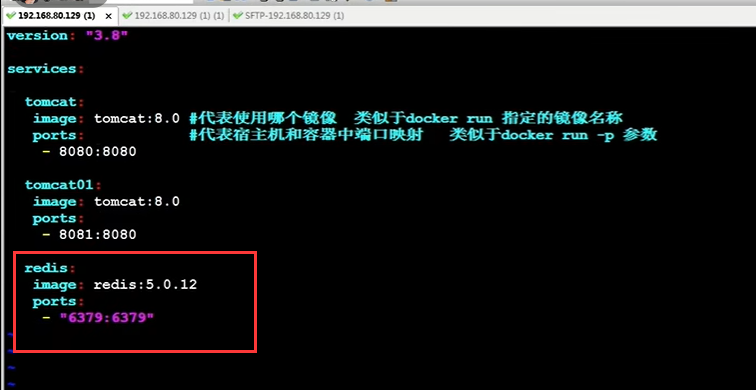 192.168.80.129 (1) × 192.168.80.129 (1) (1) SFTP-192.168.80.129 (1)
version: "3.8"
services:
tomcat:
image: tomcat:8.0 #代表使用哪个镜像 类似于docker run 指定的镜像名称
ports: #代表宿主机和容器中端口映射 类似于docker run -p 参数
- 8080:8080
tomcat01:
image: tomcat:8.0
ports:
- 8081:8080
redis:
image: redis:5.0.12
ports:
- "6379:6379"
~
~
~
~